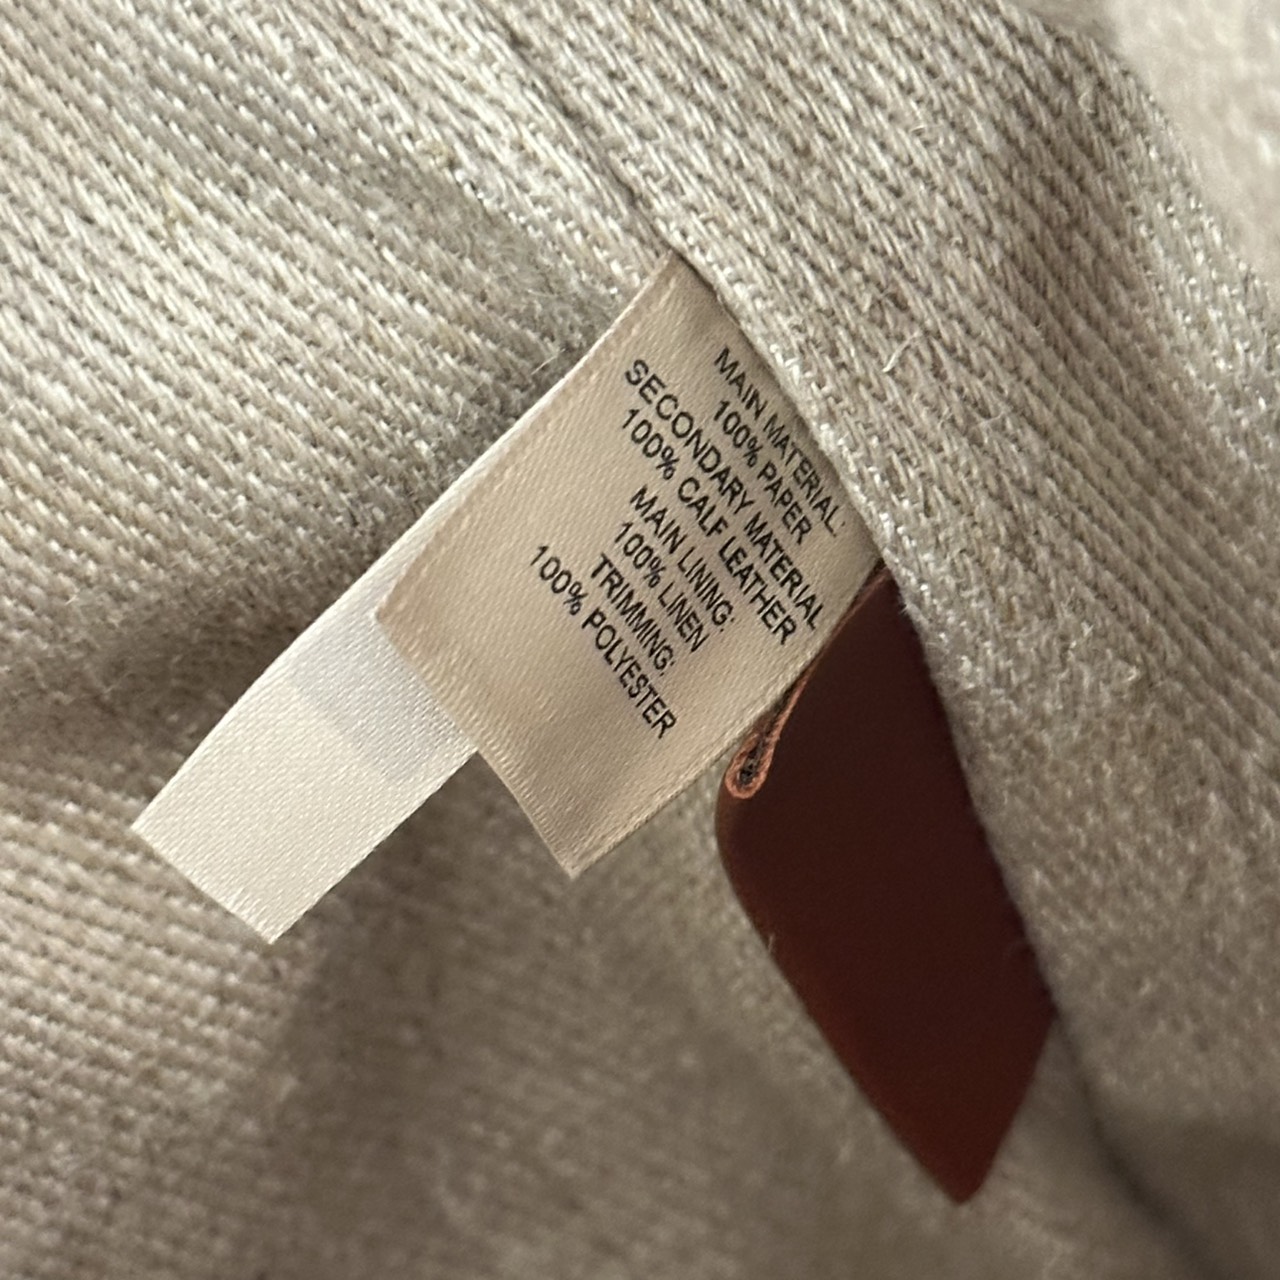 MAIN MATERIAL:
100% PAPER
SECONDARY MATERIAL
100% CALF LEATHER
MAIN LINING:
100% LINEN
TRIMMING:
100% POLYESTER